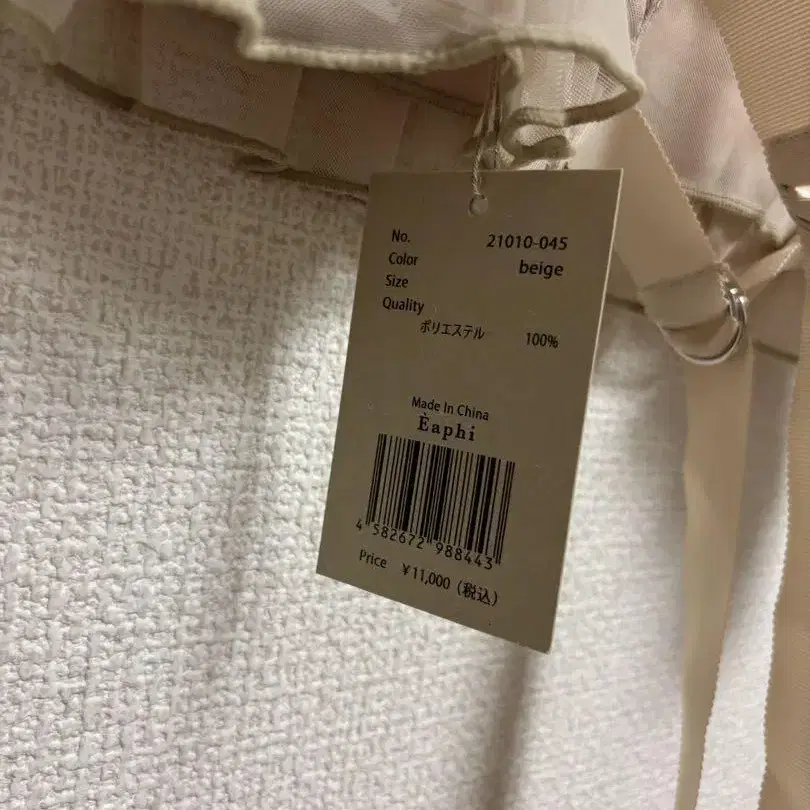 No. 21010-045
Color beige
Size
Quality
ポリエステル 100%
Made In China
Èaphi
4 582672 988443
Price ¥11,000 (税込)